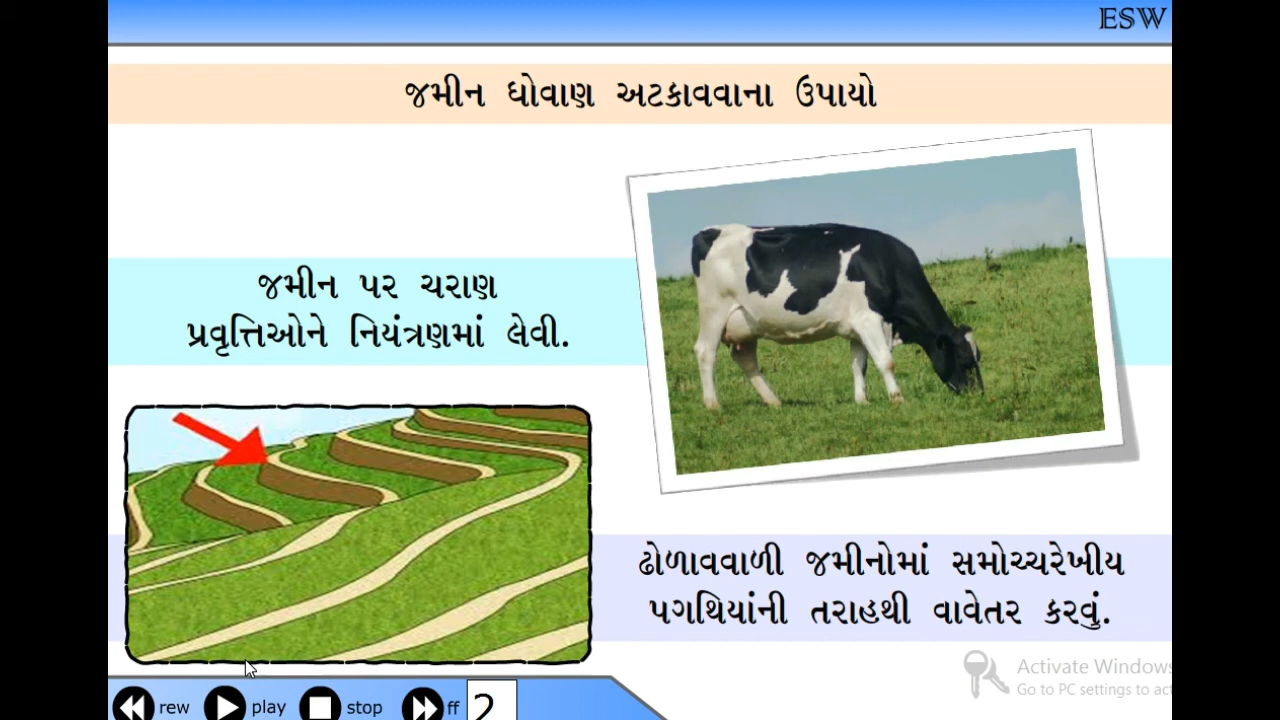 ESW
જમીન ધોવાણ અટકાવવાના ઉપાયો
જમીન પર ચરાણ
પ્રવૃત્તિઓને નિયંત્રણમાં લેવી.
ઢોળાવવાળી જમીનોમાં સમોચ્ચરેખીય
પગથિયાંની તરાહથી વાવેતર કરવું.
Activate Windows
Go to PC settings to act
rew play stop ff 2